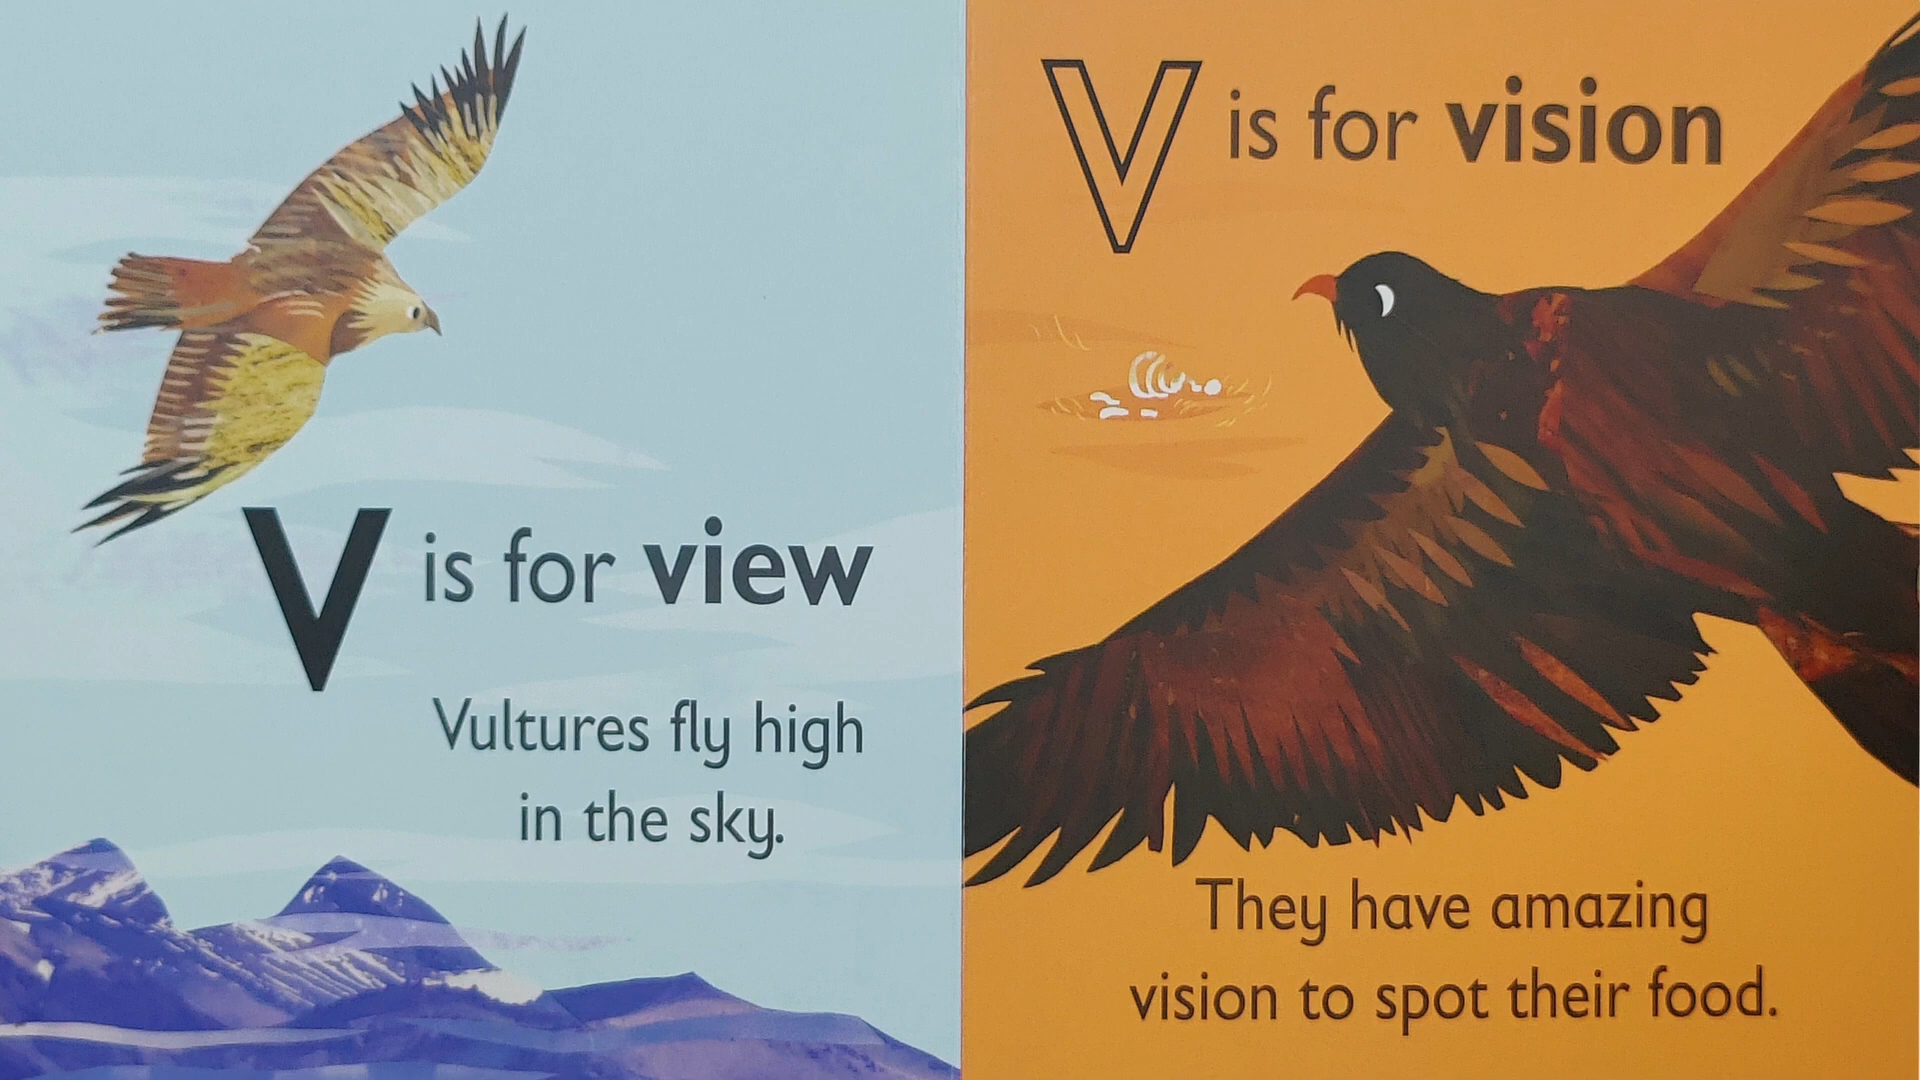 V is for view
Vultures fly high
in the sky.
V is for vision
They have amazing
vision to spot their food.